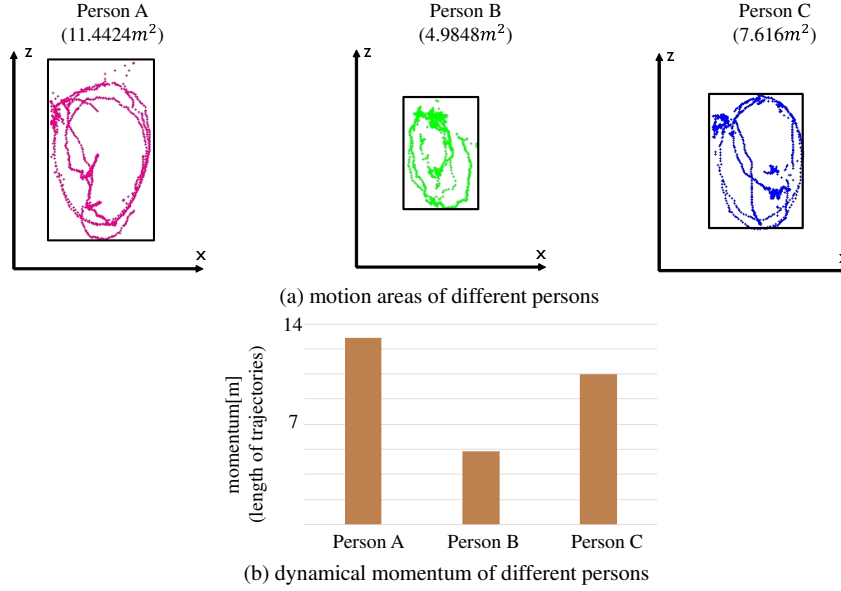 Person A
(11.4424m²)
Person B
(4.9848m²)
Person C
(7.616m²)
z
x
z
x
z
x
(a) motion areas of different persons
14
7
momentum[m]
(length of trajectories)
Person A
Person B
Person C
(b) dynamical momentum of different persons